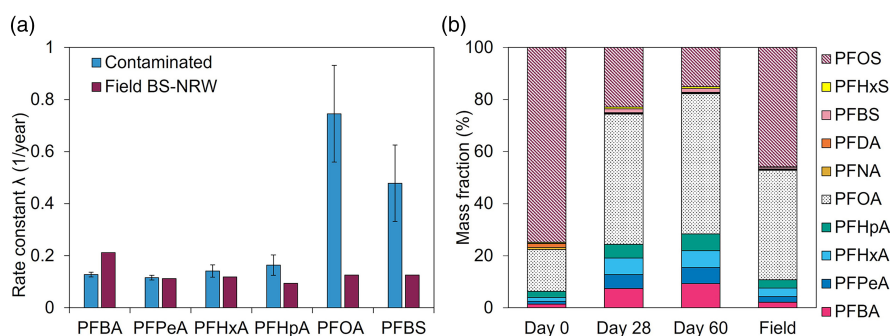 (a)
(b)
Rate constant λ (1/year)
1
0.8
0.6
0.4
0.2
0
Contaminated
Field BS-NRW
PFBA PFPeA PFHxA PFHpA PFOA PFBS
Mass fraction (%)
100
80
60
40
20
0
Day 0 Day 28 Day 60 Field
PFOS
PFHxS
PFBS
PFDA
PFNA
PFOA
PFHpA
PFHxA
PFPeA
PFBA